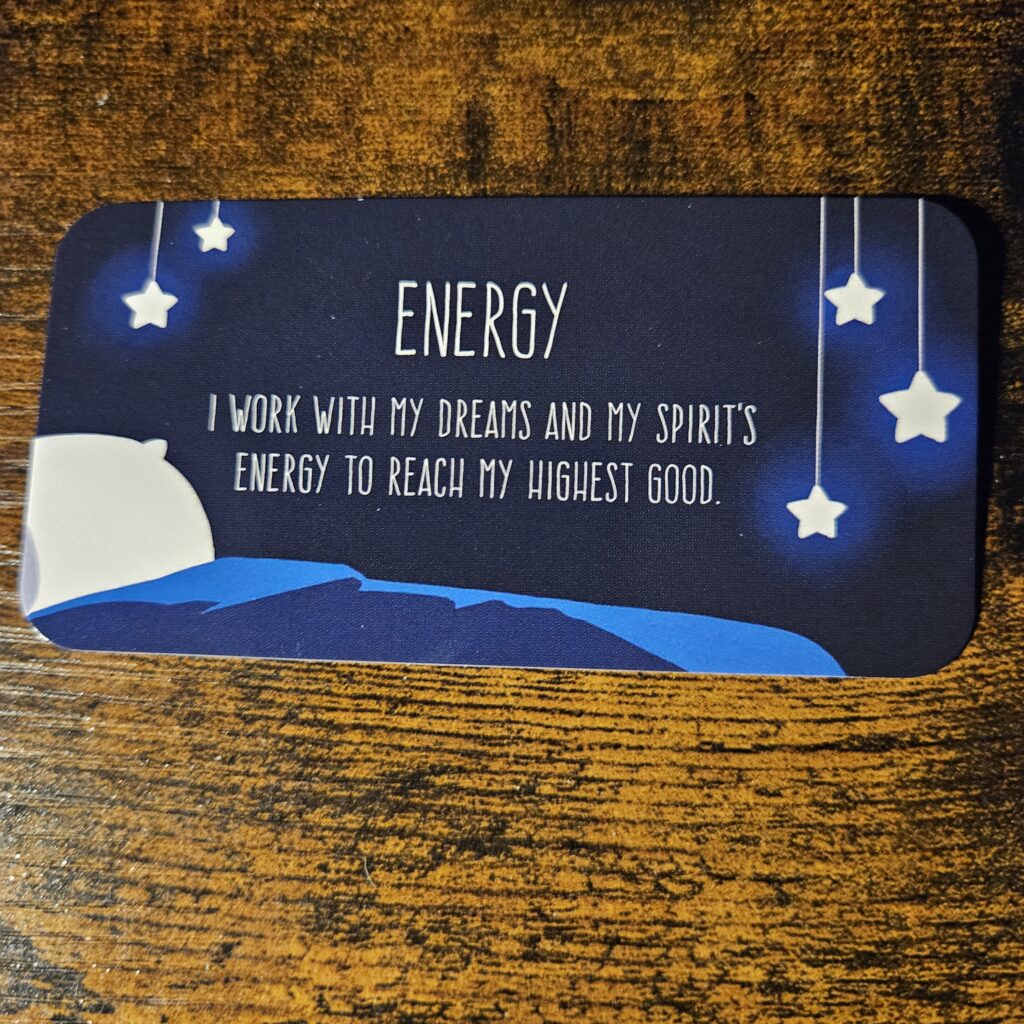 ENERGY
I WORK WITH MY DREAMS AND MY SPIRIT'S
ENERGY TO REACH MY HIGHEST GOOD.